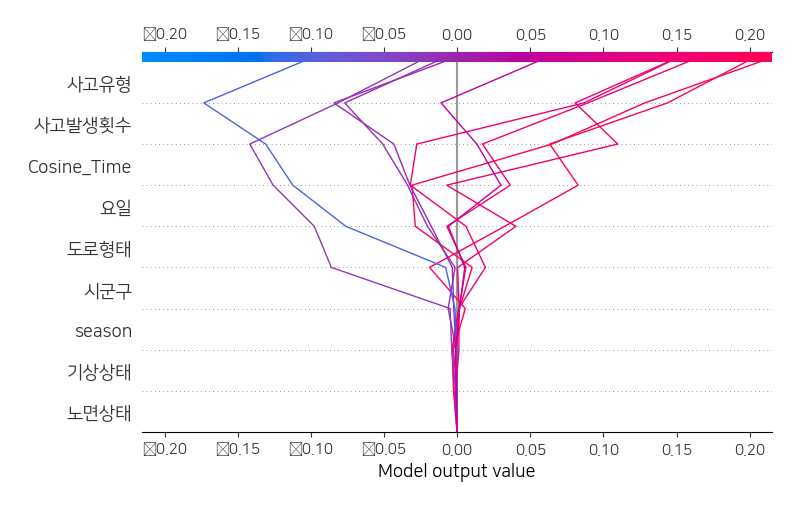 ☒0.20 ☒0.15 ☒0.10 ☒0.05 0.00 0.05 0.10 0.15 0.20
사고유형
사고발생횟수
Cosine_Time
요일
도로형태
시군구
season
기상상태
노면상태
☒0.20 ☒0.15 ☒0.10 ☒0.05 0.00 0.05 0.10 0.15 0.20
Model output value